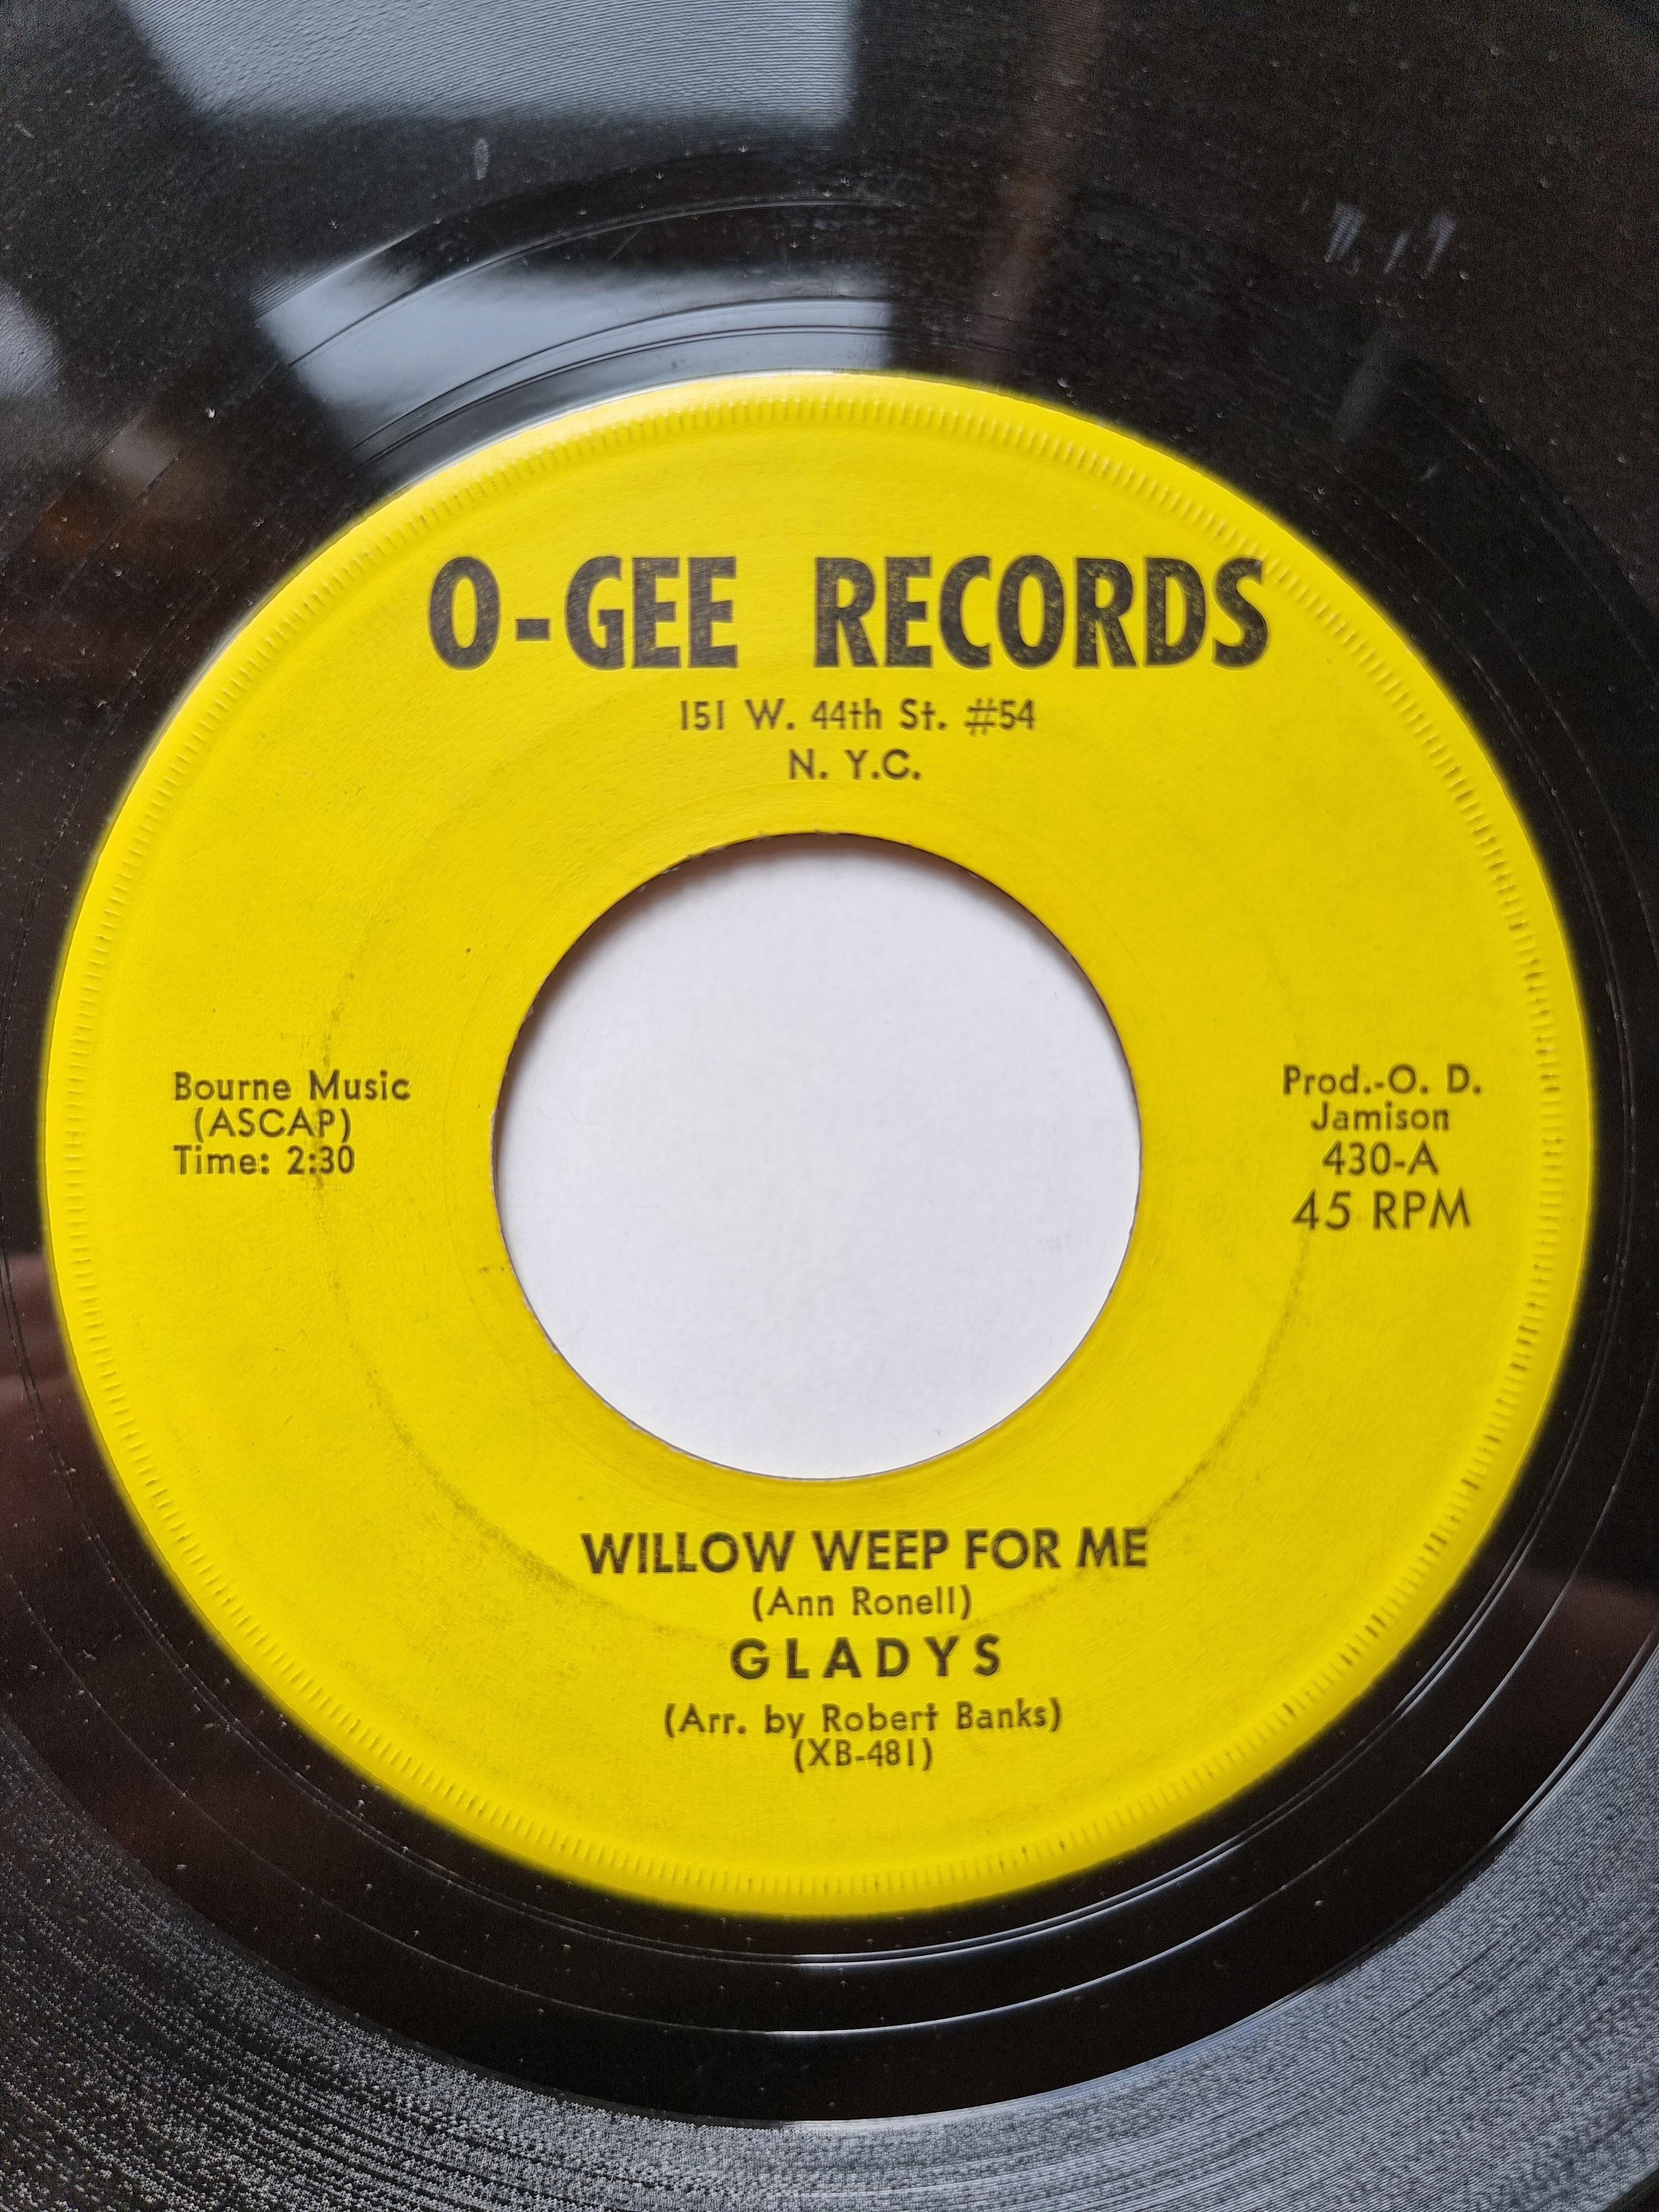 O-GEE RECORDS
151 W. 44th St. #54
N. Y.C.
Bourne Music
(ASCAP)
Time: 2:30
Prod.-O. D.
Jamison
430-A
45 RPM
WILLOW WEEP FOR ME
(Ann Ronell)
GLADYS
(Arr. by Robert Banks)
(XB-481)